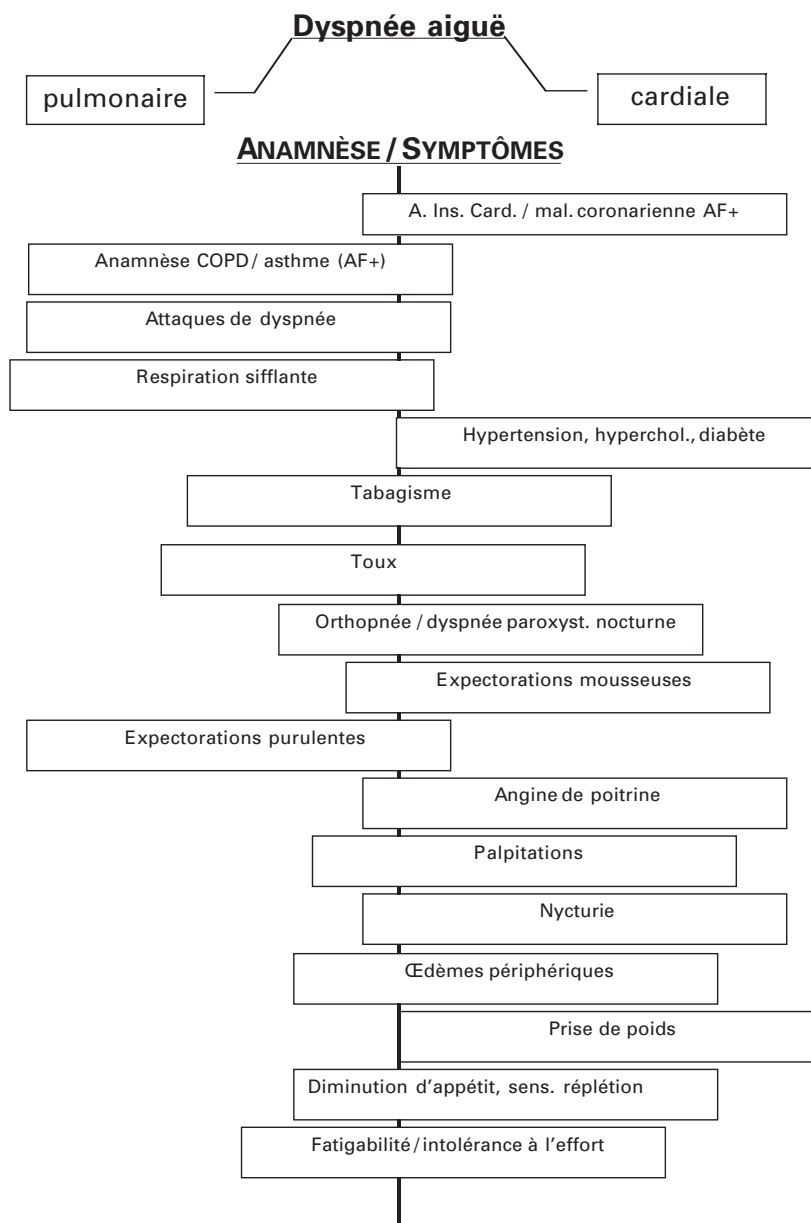 Dyspnée aiguë
pulmonaire
cardiale
ANAMNÈSE / SYMPTÔMES
A. Ins. Card. / mal. coronarienne AF+
Anamnèse COPD / asthme (AF+)
Attaques de dyspnée
Respiration sifflante
Hypertension, hyperchol., diabète
Tabagisme
Toux
Orthopnée / dyspnée paroxyst. nocturne
Expectorations mousseuses
Expectorations purulentes
Angine de poitrine
Palpitations
Nycturie
Œdèmes périphériques
Prise de poids
Diminution d'appétit, sens. réplétion
Fatigabilité / intolérance à l'effort